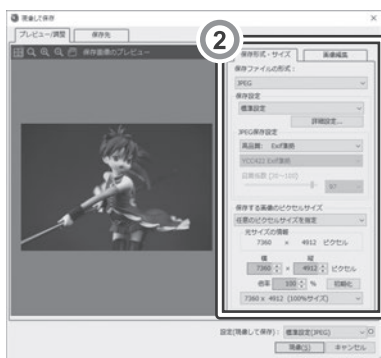 現像して保存
プレビュー/調整 保存先
保存画像のプレビュー
2
保存形式・サイズ 画像編集
保存ファイルの形式：
JPEG
保存設定
標準設定
詳細設定...
JPEG保存設定
高品質: Exif準拠
YCC422 Exif準拠
圧縮係数 [20～100]
97
保存する画像のピクセルサイズ
任意のピクセルサイズを指定
元サイズの情報
7360 × 4912 ピクセル
横 縦
7360 × 4912 ピクセル
倍率 100 % 初期化
7360 x 4912 (100%サイズ)
設定(現像して保存)： 標準設定(JPEG)
現像(S) キャンセル